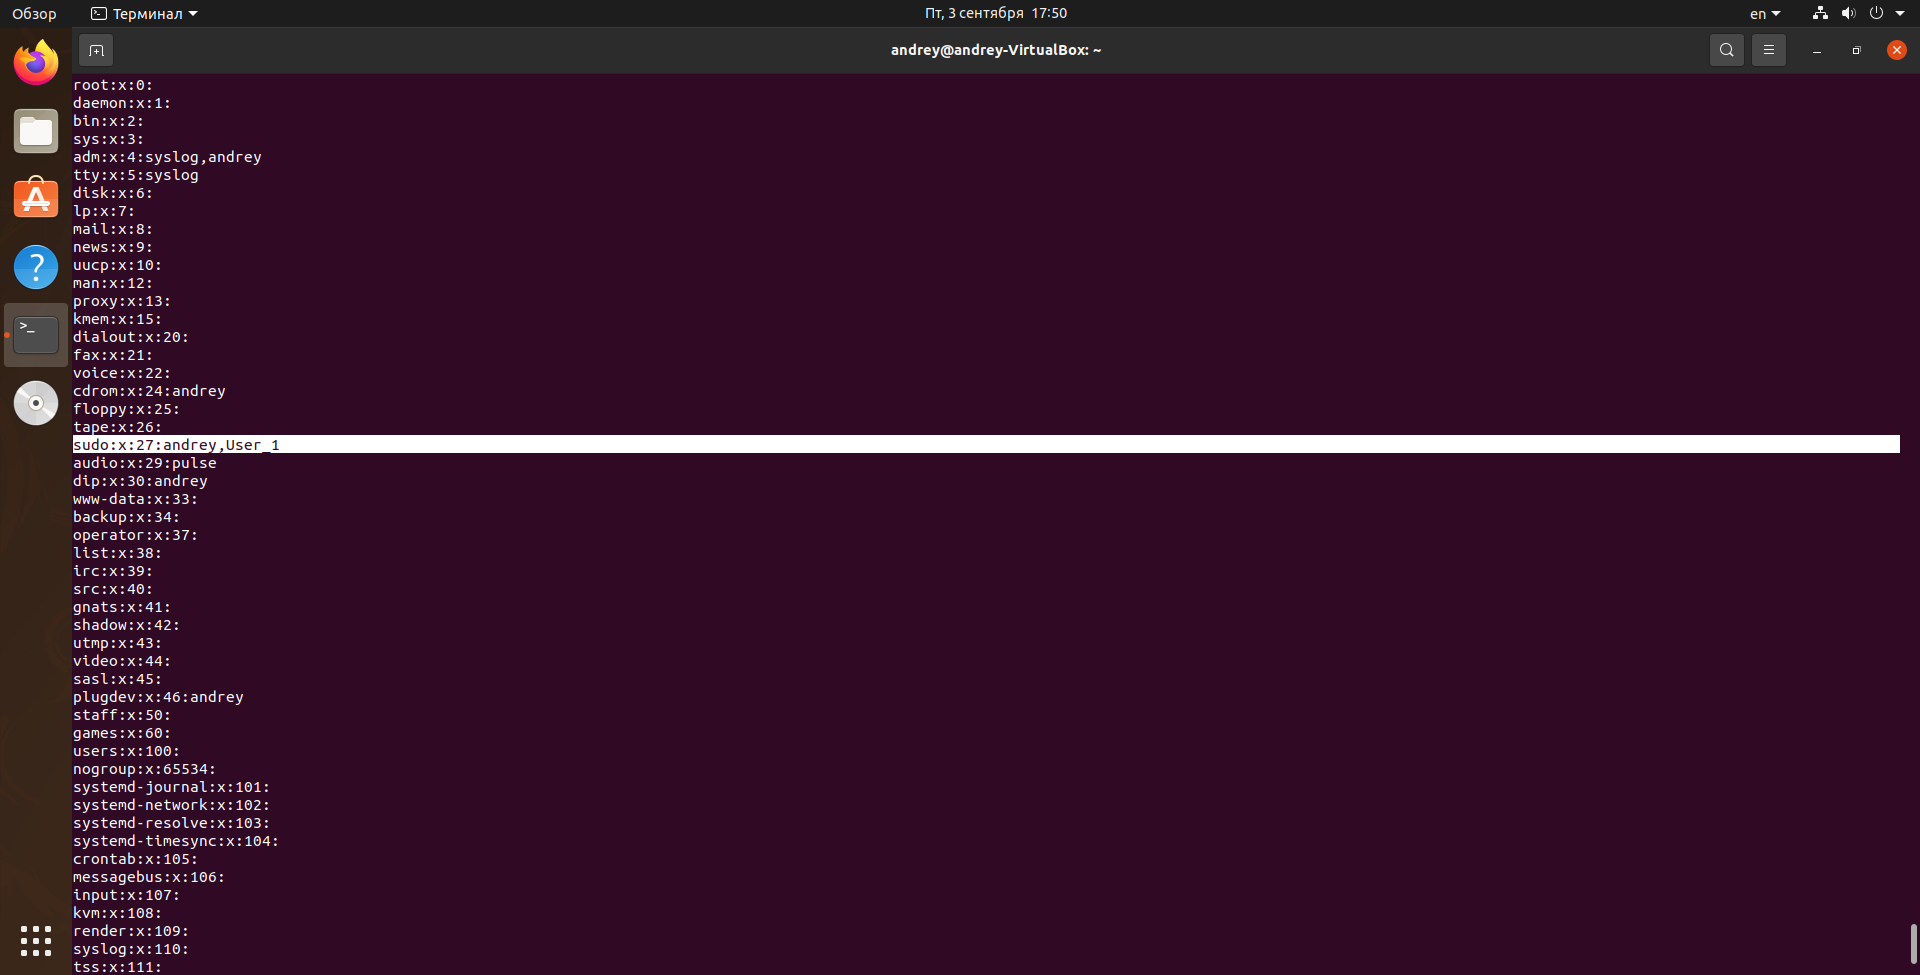 Обзор Терминал Пт, 3 сентября 17:50 en
andrey@andrey-VirtualBox: ~
root:x:0:
daemon:x:1:
bin:x:2:
sys:x:3:
adm:x:4:syslog,andrey
tty:x:5:syslog
disk:x:6:
lp:x:7:
mail:x:8:
news:x:9:
uucp:x:10:
man:x:12:
proxy:x:13:
kmem:x:15:
dialout:x:20:
fax:x:21:
voice:x:22:
cdrom:x:24:andrey
floppy:x:25:
tape:x:26:
sudo:x:27:andrey,User_1
audio:x:29:pulse
dip:x:30:andrey
www-data:x:33:
backup:x:34:
operator:x:37:
list:x:38:
irc:x:39:
src:x:40:
gnats:x:41:
shadow:x:42:
utmp:x:43:
video:x:44:
sasl:x:45:
plugdev:x:46:andrey
staff:x:50:
games:x:60:
users:x:100:
nogroup:x:65534:
systemd-journal:x:101:
systemd-network:x:102:
systemd-resolve:x:103:
systemd-timesync:x:104:
crontab:x:105:
messagebus:x:106:
input:x:107:
kvm:x:108:
render:x:109:
syslog:x:110:
tss:x:111: